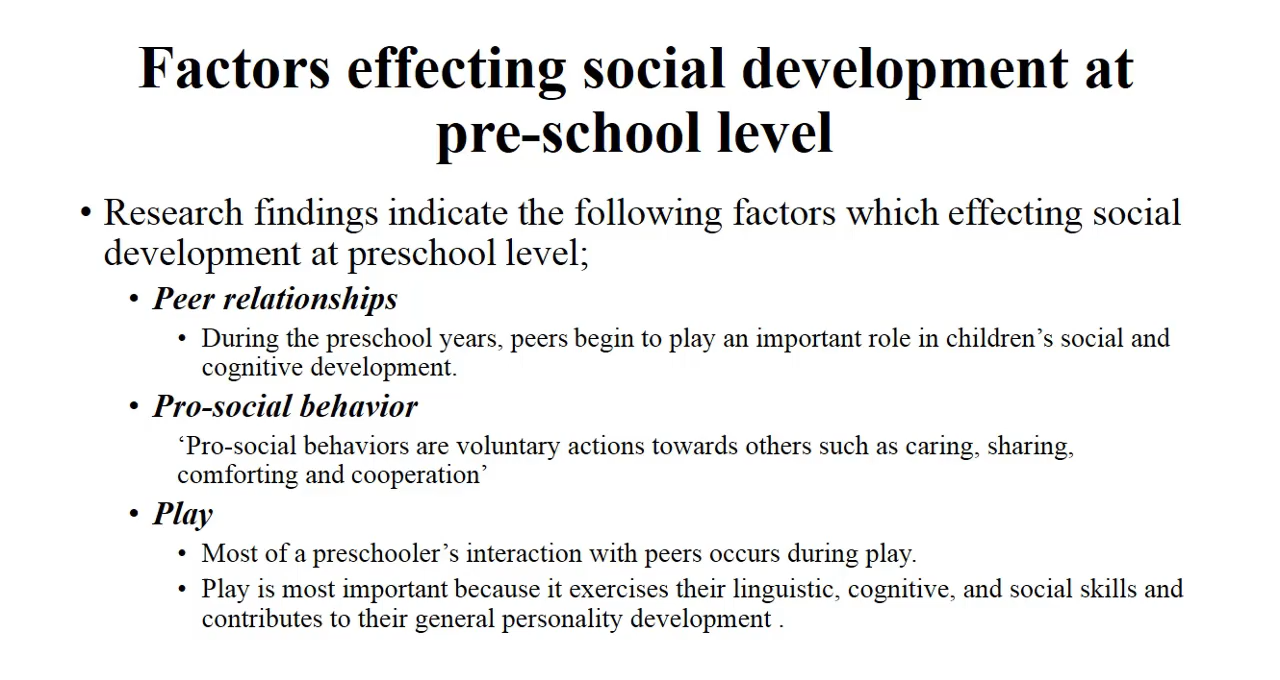 Factors effecting social development at
pre-school level
• Research findings indicate the following factors which effecting social
development at preschool level;
• Peer relationships
• During the preschool years, peers begin to play an important role in children’s social and
cognitive development.
• Pro-social behavior
‘Pro-social behaviors are voluntary actions towards others such as caring, sharing,
comforting and cooperation’
• Play
• Most of a preschooler’s interaction with peers occurs during play.
• Play is most important because it exercises their linguistic, cognitive, and social skills and
contributes to their general personality development .